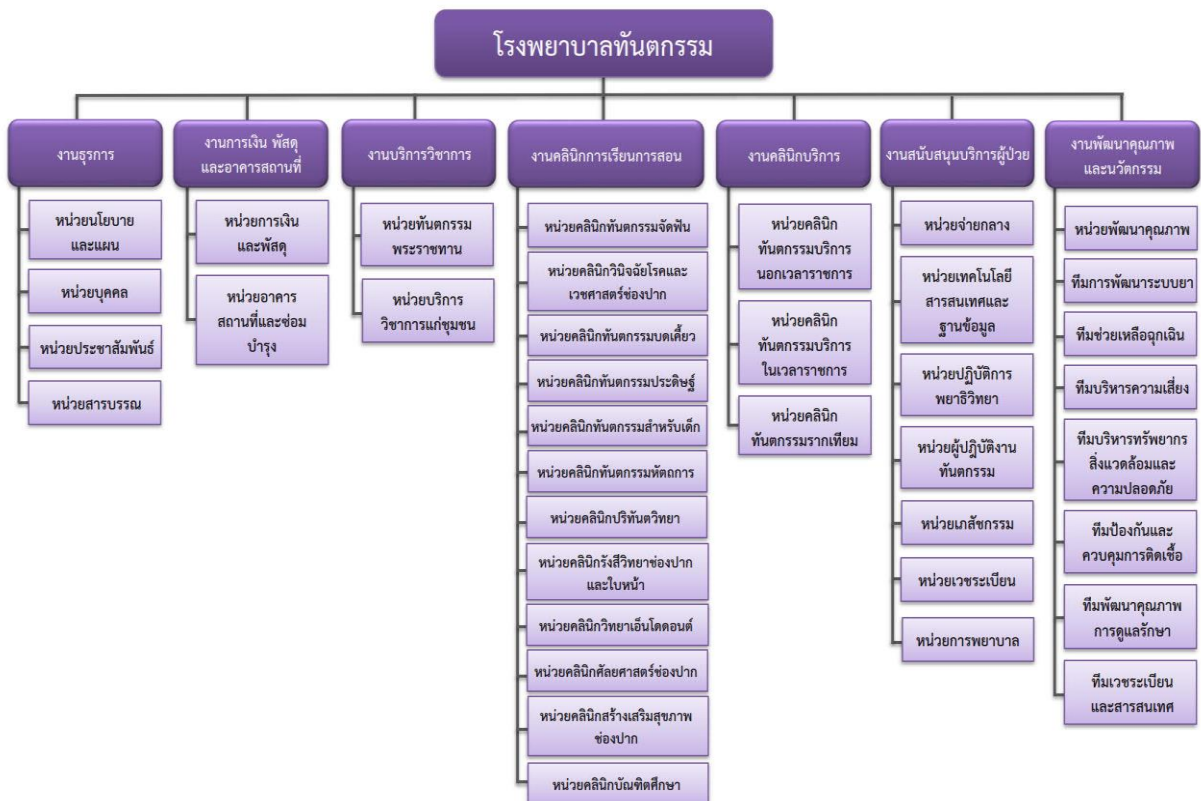 โรงพยาบาลทันตกรรม
งานธุรการ
หน่วยนโยบาย
และแผน
หน่วยบุคคล
หน่วยประชาสัมพันธ์
หน่วยสารบรรณ
งานการเงิน พัสดุ
และอาคารสถานที่
หน่วยการเงิน
และพัสดุ
หน่วยอาคาร
สถานที่และซ่อม
บำรุง
งานบริการวิชาการ
หน่วยทันตกรรม
พระราชทาน
หน่วยบริการ
วิชาการแก่ชุมชน
งานคลินิกการเรียนการสอน
หน่วยคลินิกทันตกรรมจัดฟัน
หน่วยคลินิกวินิจฉัยโรคและ
เวชศาสตร์ช่องปาก
หน่วยคลินิกทันตกรรมบดเคี้ยว
หน่วยคลินิกทันตกรรมประดิษฐ์
หน่วยคลินิกทันตกรรมสำหรับเด็ก
หน่วยคลินิกทันตกรรมหัตถการ
หน่วยคลินิกปริทันตวิทยา
หน่วยคลินิกรังสีวิทยาช่องปาก
และใบหน้า
หน่วยคลินิกวิทยาเอ็นโดดอนต์
หน่วยคลินิกศัลยศาสตร์ช่องปาก
หน่วยคลินิกสร้างเสริมสุขภาพ
ช่องปาก
หน่วยคลินิกบัณฑิตศึกษา
งานคลินิกบริการ
หน่วยคลินิก
ทันตกรรมบริการ
นอกเวลาราชการ
หน่วยคลินิก
ทันตกรรมบริการ
ในเวลาราชการ
หน่วยคลินิก
ทันตกรรมรากเทียม
งานสนับสนุนบริการผู้ป่วย
หน่วยจ่ายกลาง
หน่วยเทคโนโลยี
สารสนเทศและ
ฐานข้อมูล
หน่วยปฏิบัติการ
พยาธิวิทยา
หน่วยผู้ปฏิบัติงาน
ทันตกรรม
หน่วยเภสัชกรรม
หน่วยเวชระเบียน
หน่วยการพยาบาล
งานพัฒนาคุณภาพ
และนวัตกรรม
หน่วยพัฒนาคุณภาพ
ทีมการพัฒนาระบบยา
ทีมช่วยเหลือฉุกเฉิน
ทีมบริหารความเสี่ยง
ทีมบริหารทรัพยากร
สิ่งแวดล้อมและ
ความปลอดภัย
ทีมป้องกันและ
ควบคุมการติดเชื้อ
ทีมพัฒนาคุณภาพ
การดูแลรักษา
ทีมเวชระเบียน
และสารสนเทศ